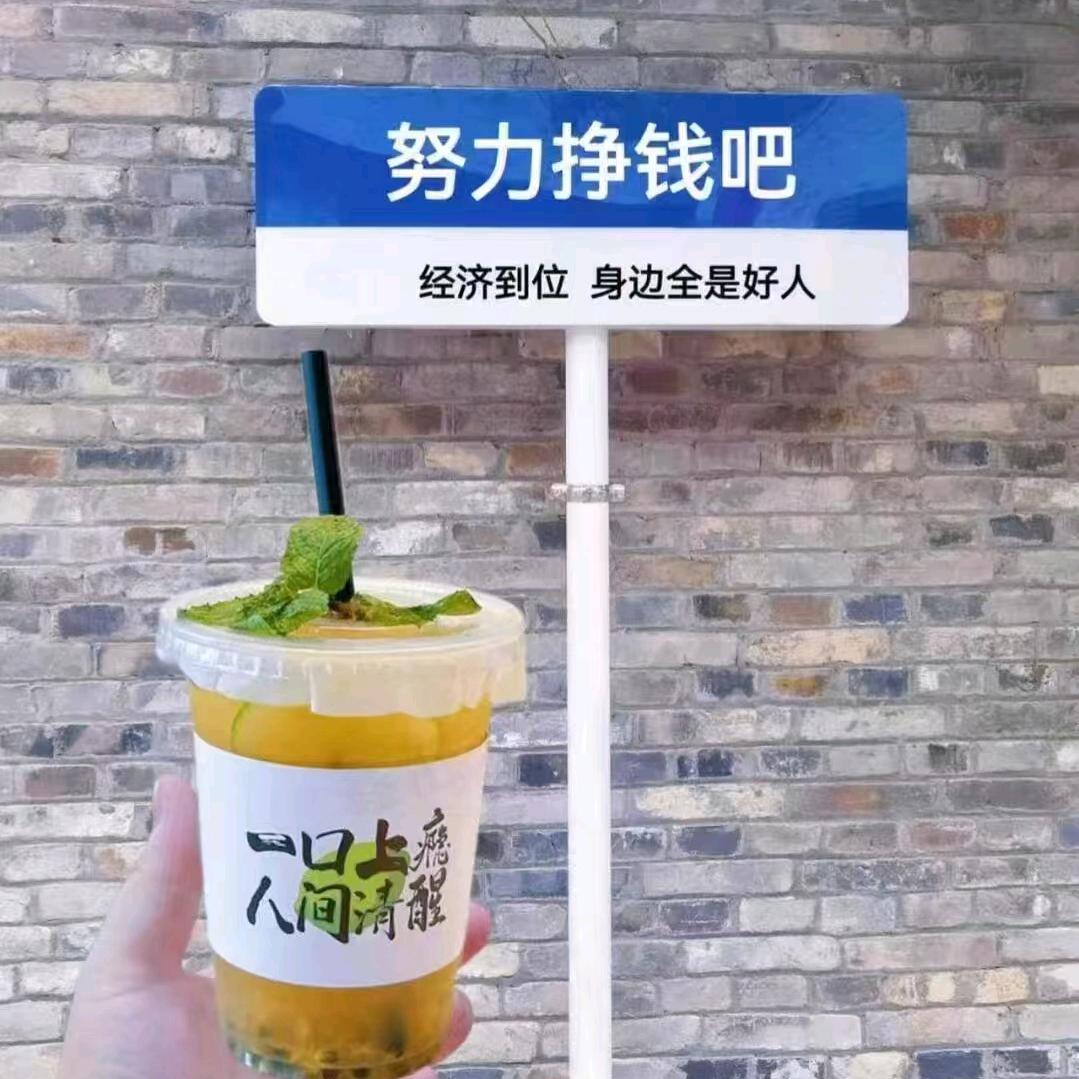 努力挣钱吧
经济到位 身边全是好人
一口上瘾
人间清醒